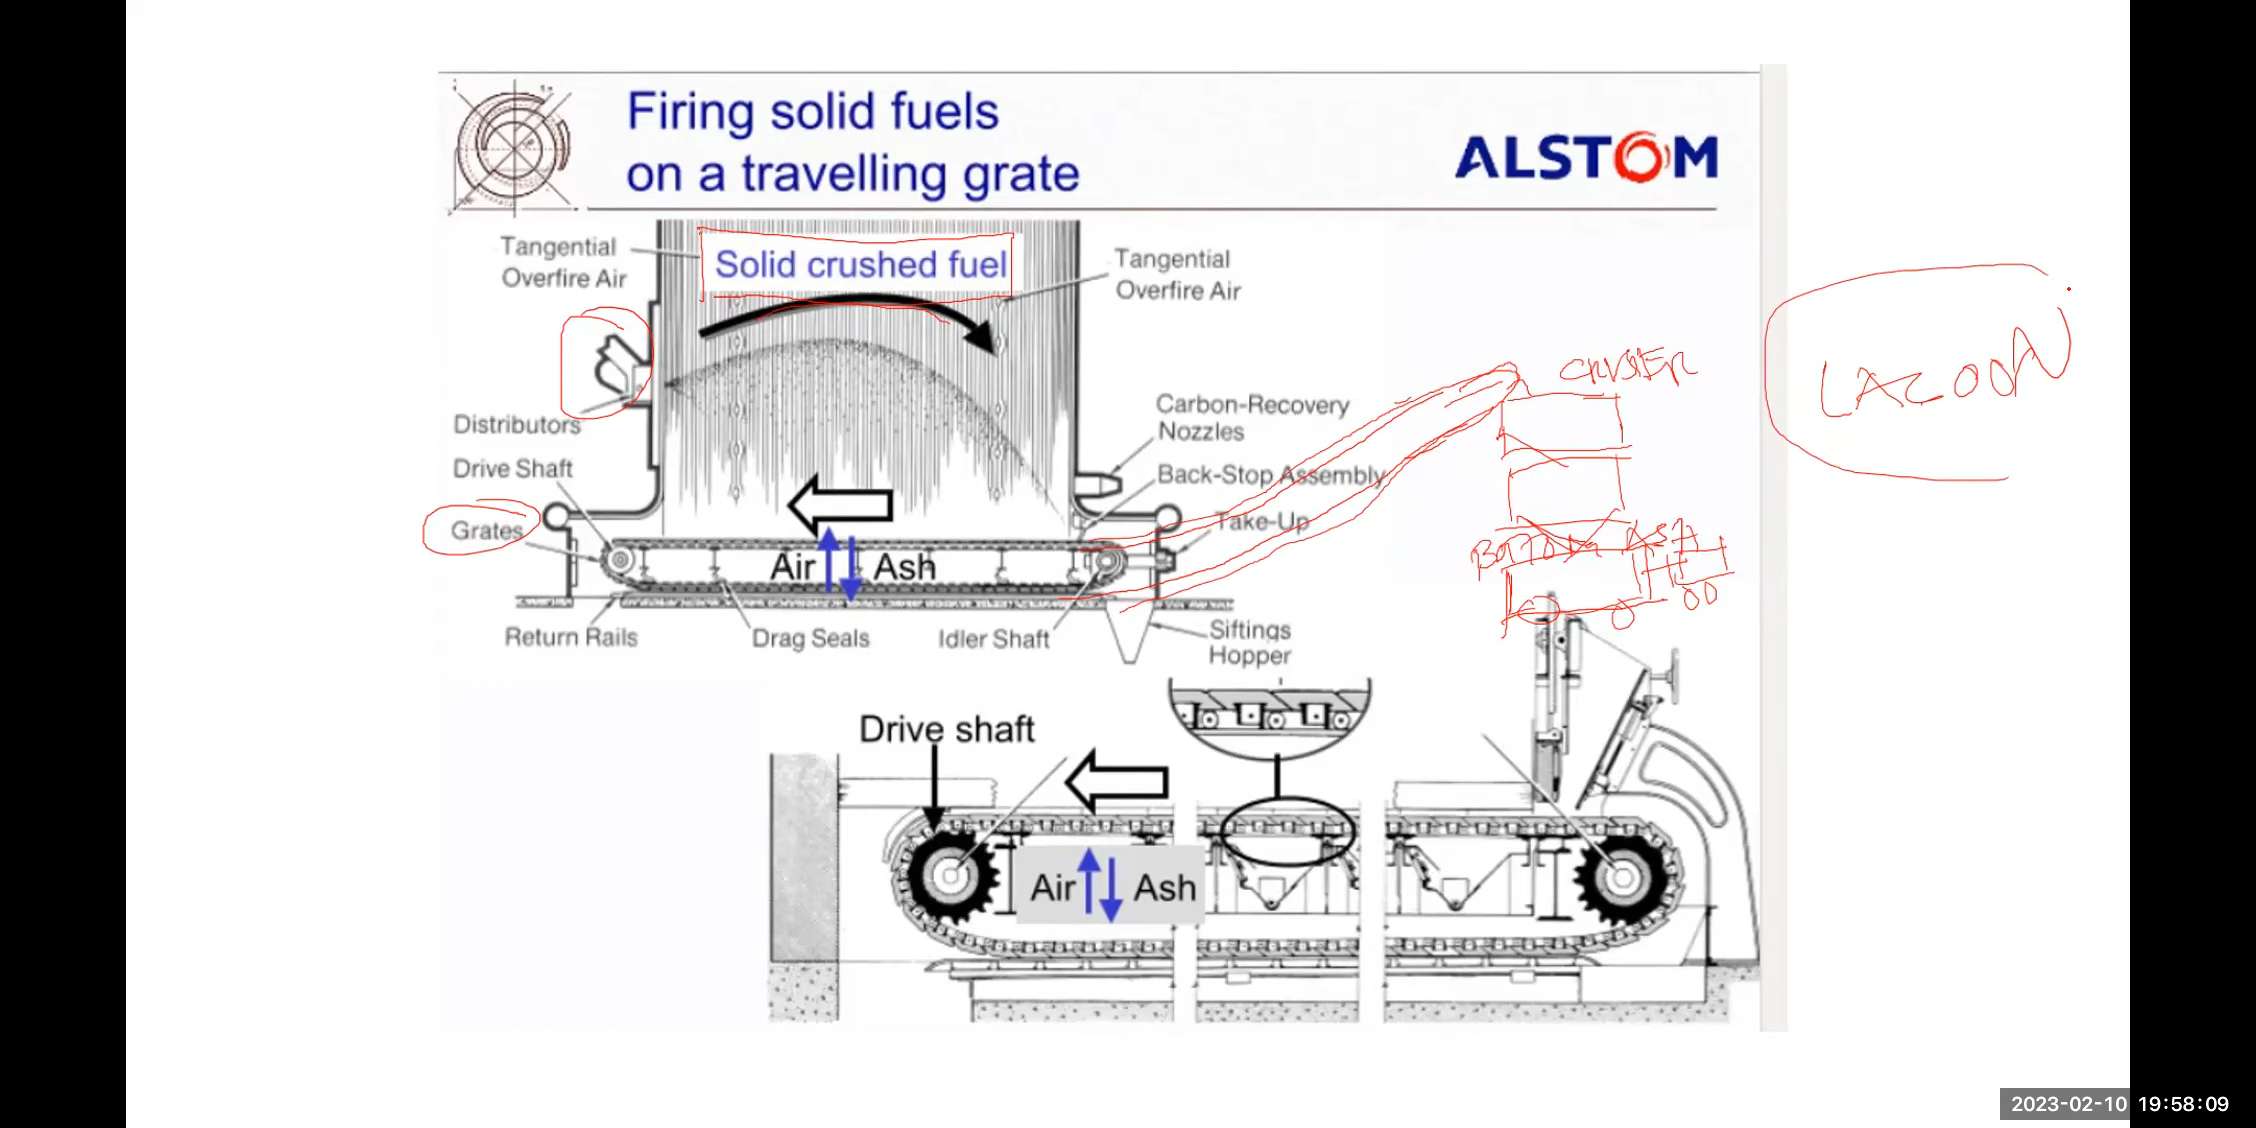 Firing solid fuels
on a travelling grate
ALSTOM
Tangential
Overfire Air
Solid crushed fuel
Tangential
Overfire Air
Distributors
Drive Shaft
Grates
Carbon-Recovery
Nozzles
Back-Stop Assembly
Take-Up
Air
Ash
Return Rails
Drag Seals
Idler Shaft
Siftings
Hopper
LAGOON
BOTTOM ASH
Drive shaft
Air
Ash
2023-02-10 19:58:09